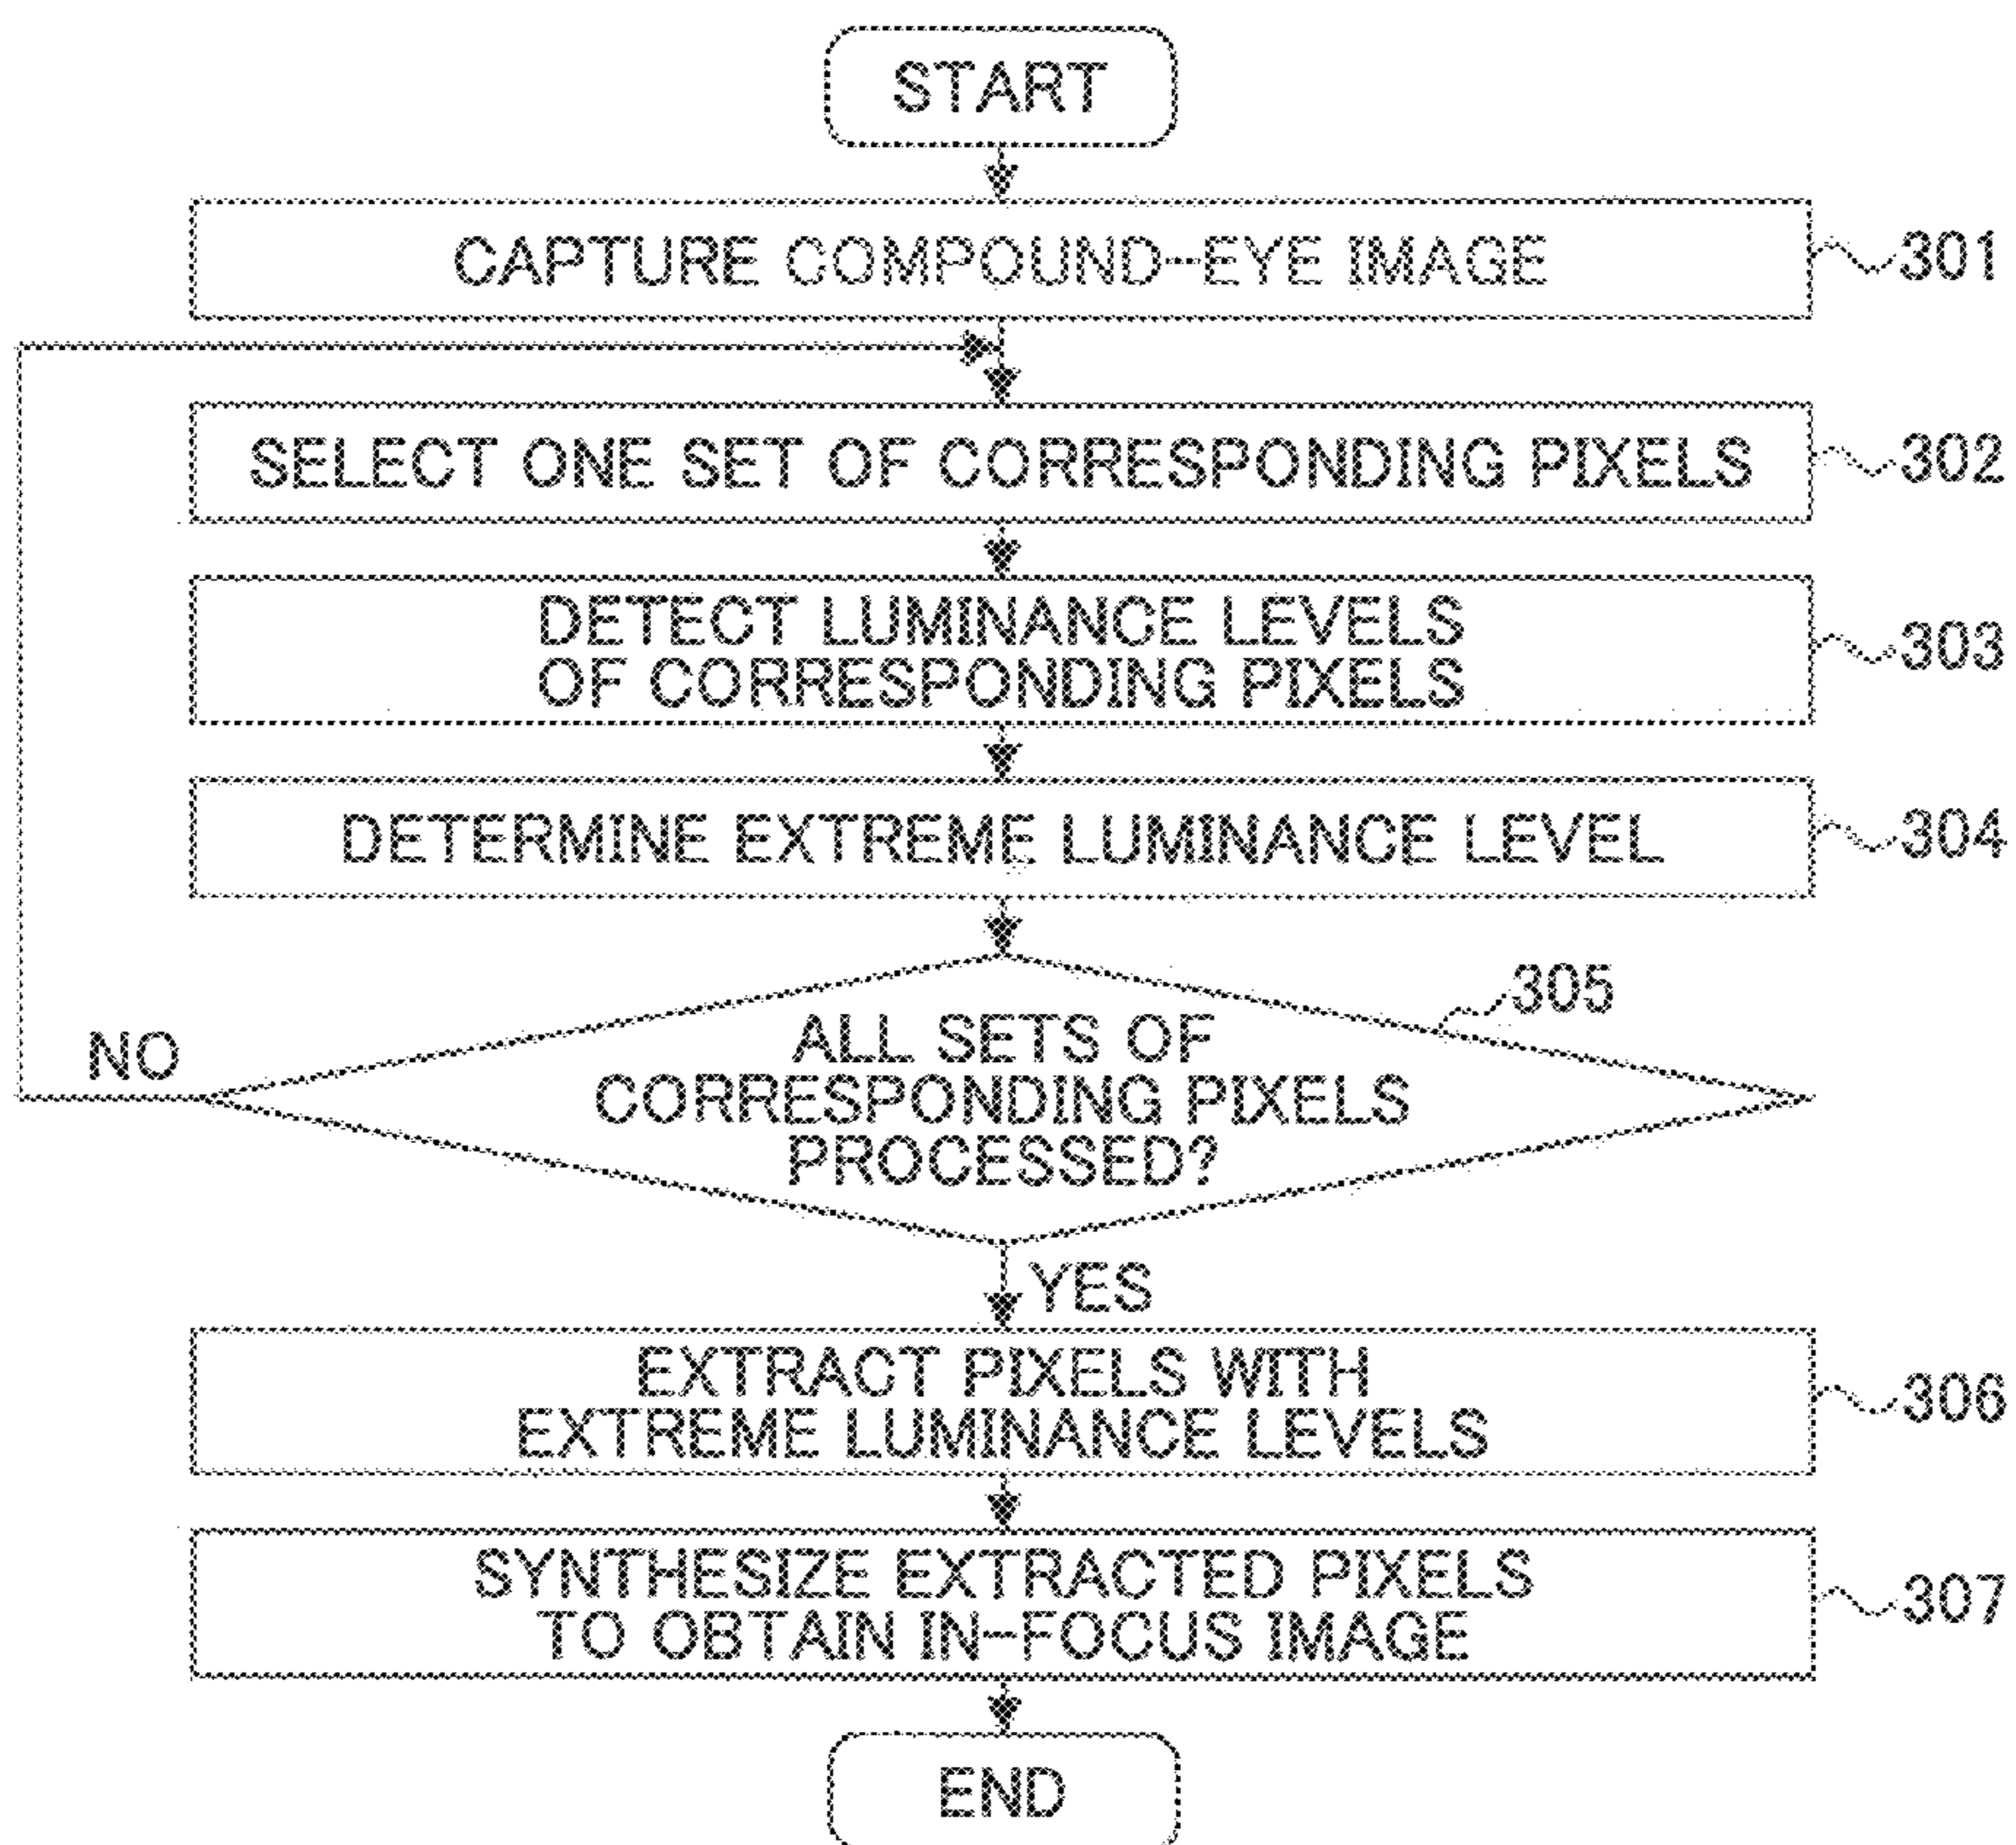 START
CAPTURE COMPOUND-EYE IMAGE
301
SELECT ONE SET OF CORRESPONDING PIXELS
302
DETECT LUMINANCE LEVELS
OF CORRESPONDING PIXELS
303
DETERMINE EXTREME LUMINANCE LEVEL
304
305
ALL SETS OF
CORRESPONDING PIXELS
PROCESSED?
NO
YES
EXTRACT PIXELS WITH
EXTREME LUMINANCE LEVELS
306
SYNTHESIZE EXTRACTED PIXELS
TO OBTAIN IN-FOCUS IMAGE
307
END